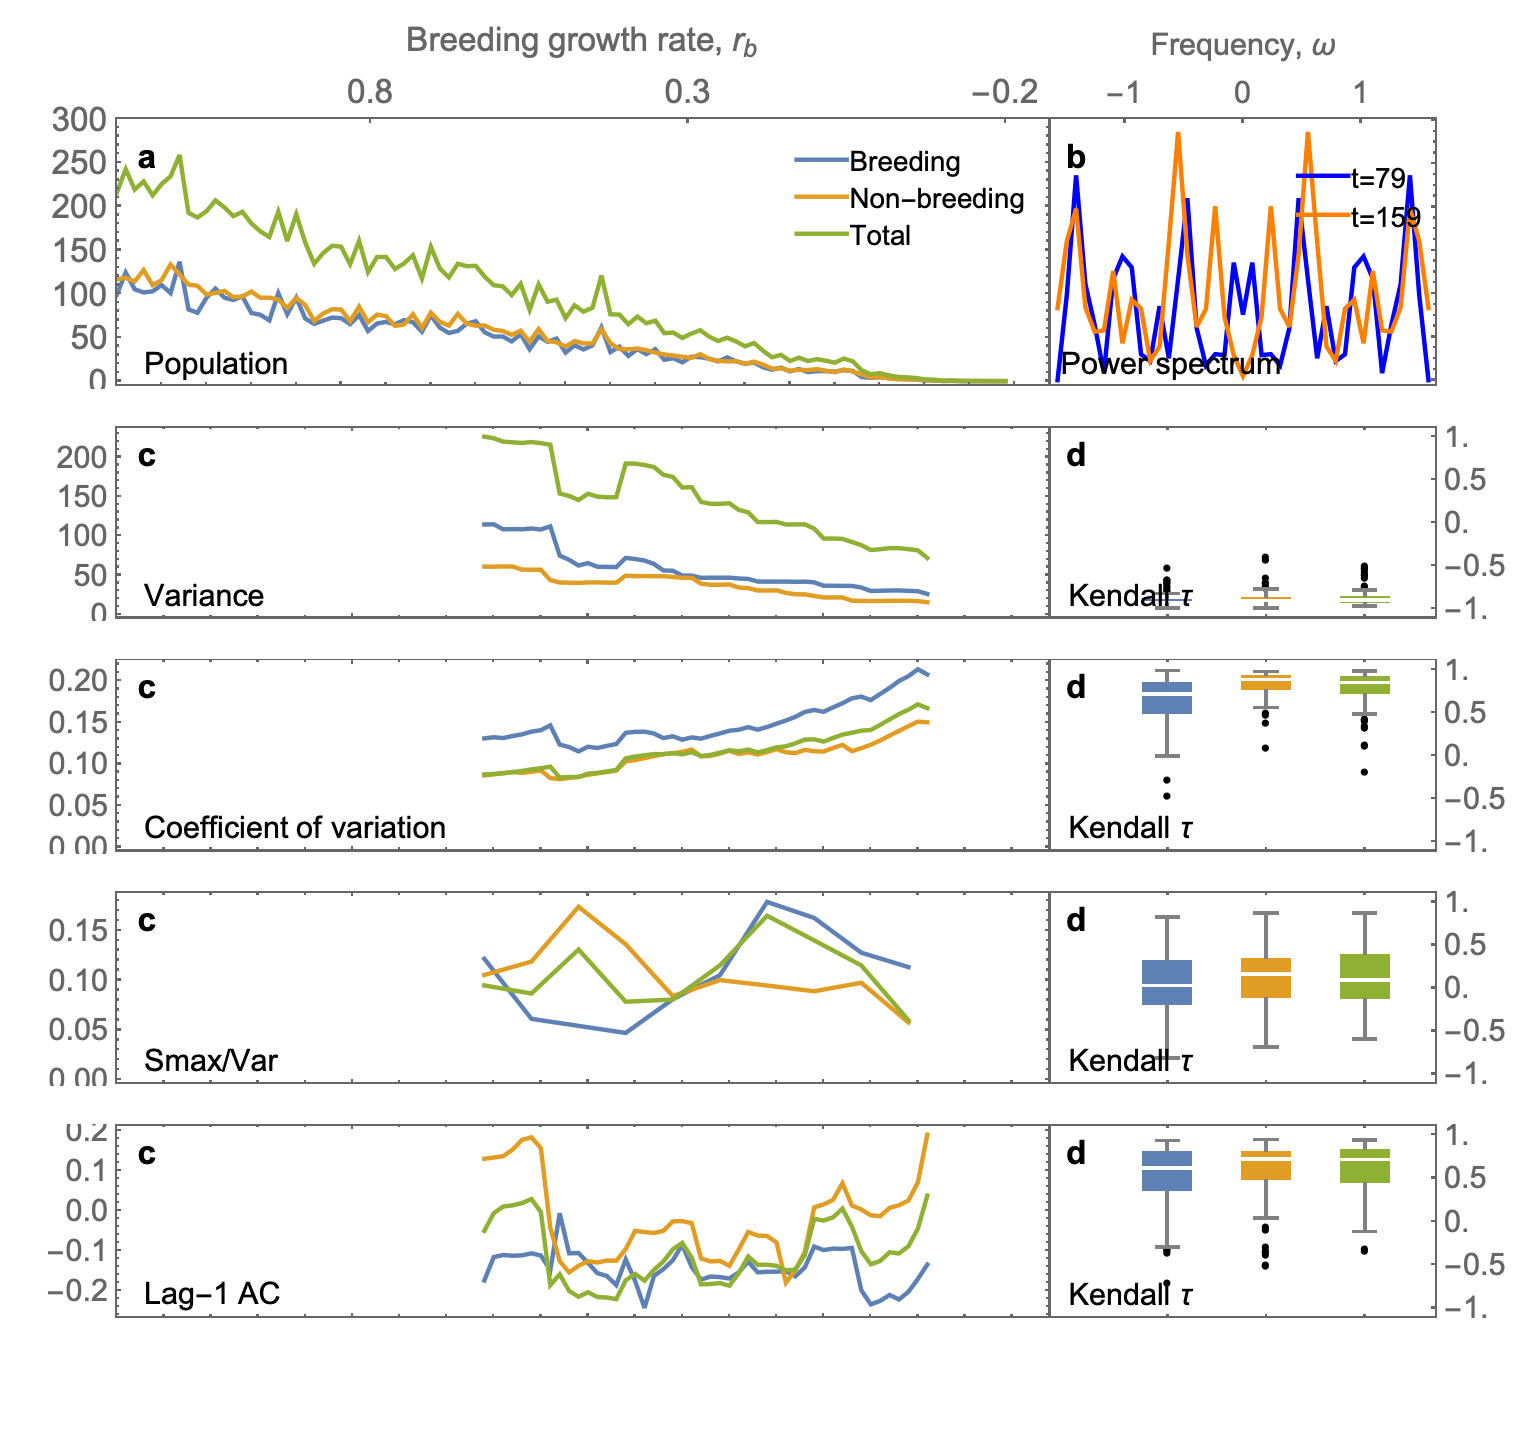 Breeding growth rate, r_b
Frequency, ω
0.8 0.3 −0.2
−1 0 1
300
250
200
150
100
50
0
a
Breeding
Non−breeding
Total
Population
b
t=79
t=159
Power spectrum
200
150
100
50
0
c
Variance
d
Kendall τ
1.
0.5
0.
−0.5
−1.
0.20
0.15
0.10
0.05
0.00
c
Coefficient of variation
d
Kendall τ
1.
0.5
0.
−0.5
−1.
0.15
0.10
0.05
0.00
c
Smax/Var
d
Kendall τ
1.
0.5
0.
−0.5
−1.
0.2
0.1
0.0
−0.1
−0.2
c
Lag−1 AC
d
Kendall τ
1.
0.5
0.
−0.5
−1.